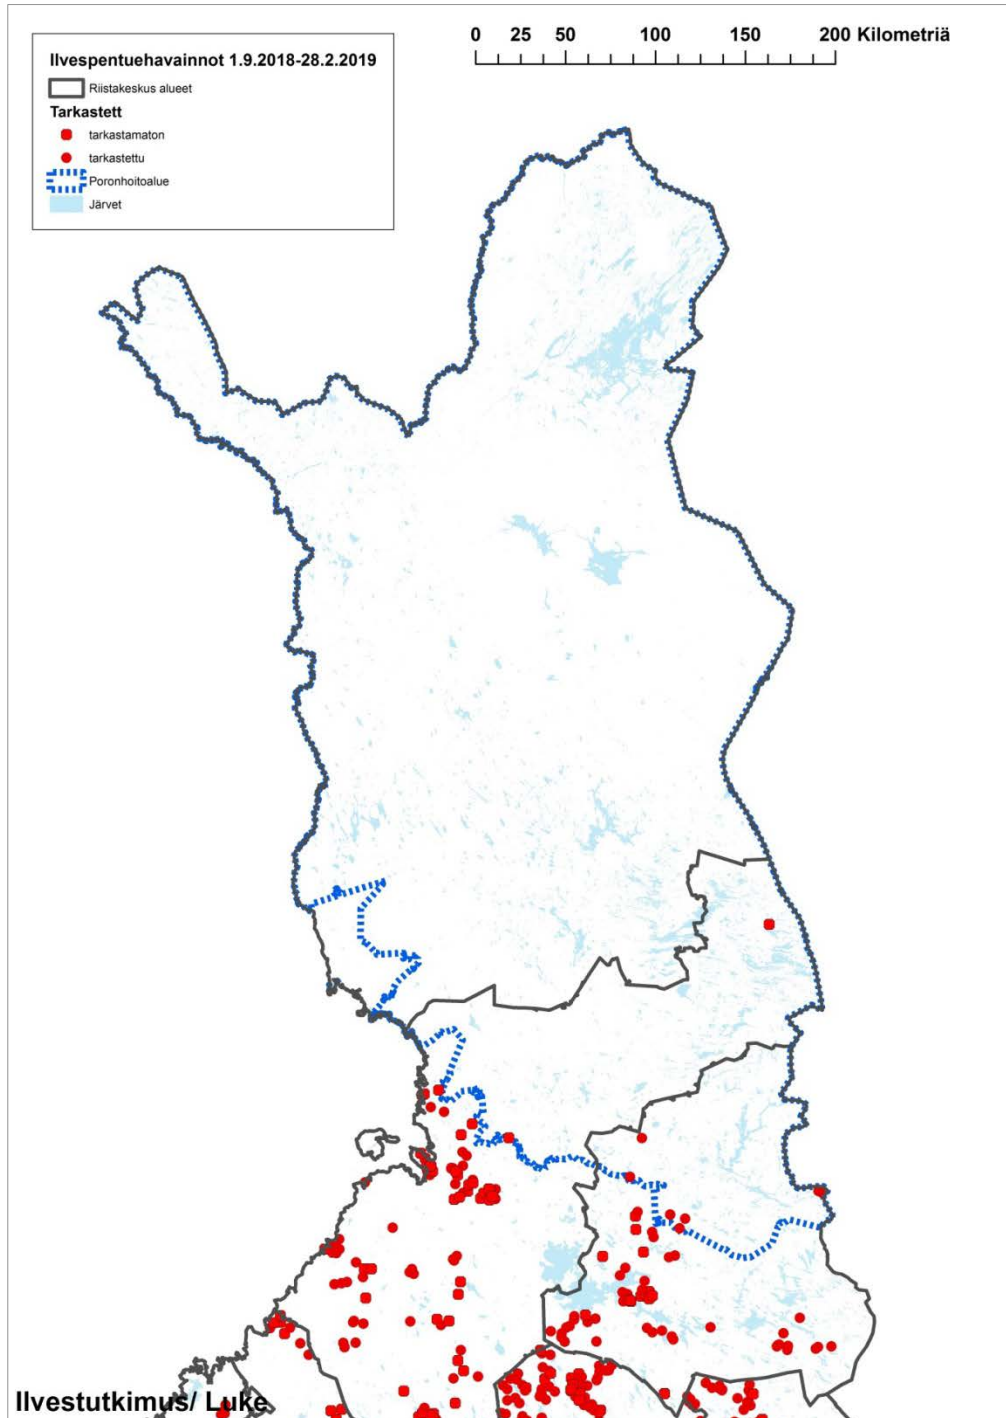 0 25 50 100 150 200 Kilometriä
Ilvespentuehavainnot 1.9.2018-28.2.2019
Riistakeskus alueet
Tarkastett
tarkastamaton
tarkastettu
Poronhoitoalue
Järvet
Ilvestutkimus/ Luke